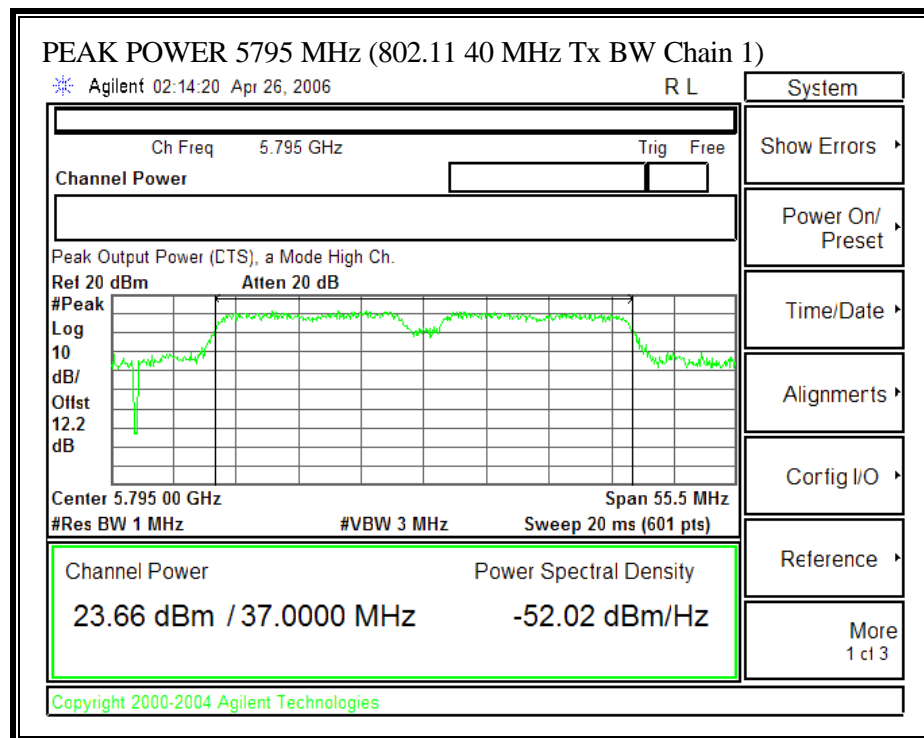 PEAK POWER 5795 MHz (802.11 40 MHz Tx BW Chain 1)
Agilent 02:14:20 Apr 26, 2006 R L
System
Ch Freq 5.795 GHz Trig Free
Show Errors
Channel Power
Power On/
Preset
Peak Output Power (DTS), a Mode High Ch.
Ref 20 dBm Atten 20 dB
#Peak
Log
10
dB/
Offst
12.2
dB
Time/Date
Alignments
Center 5.795 00 GHz Span 55.5 MHz
#Res BW 1 MHz #VBW 3 MHz Sweep 20 ms (601 pts)
Config I/O
Channel Power Power Spectral Density
23.66 dBm / 37.0000 MHz -52.02 dBm/Hz
Reference
More
1 of 3
Copyright 2000-2004 Agilent Technologies